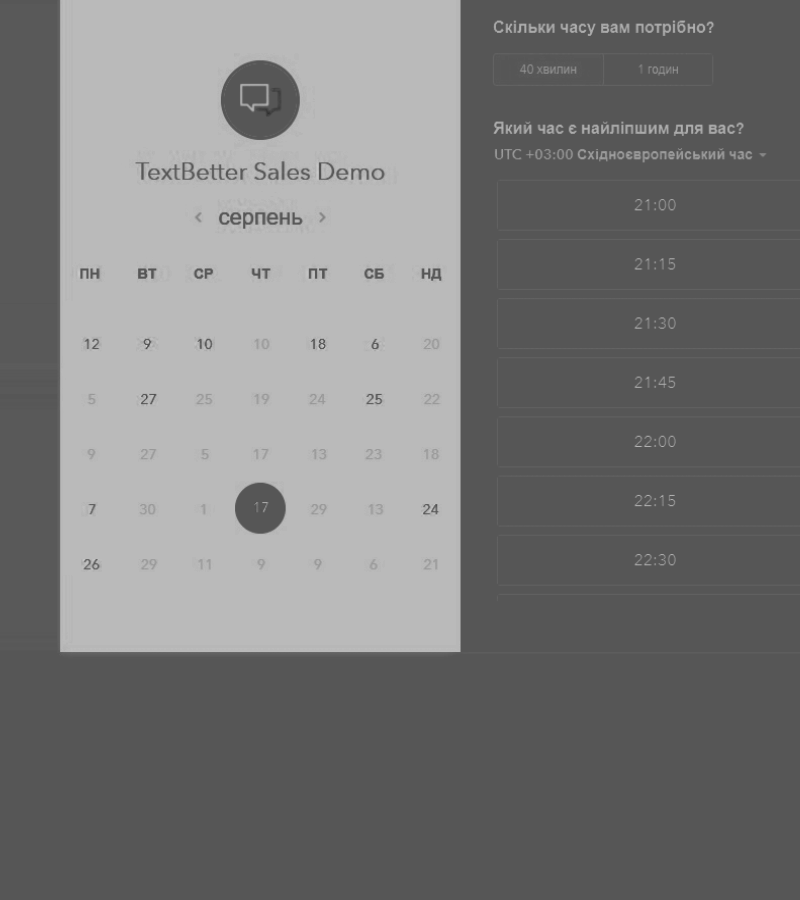 TextBetter Sales Demo
< серпень >
ПН ВТ СР ЧТ ПТ СБ НД
12 9 10 10 18 6 20
5 27 25 19 24 25 22
9 27 5 17 13 23 18
7 30 1 17 29 13 24
26 29 11 9 9 6 21
Скільки часу вам потрібно?
40 хвилин 1 годин
Який час є найліпшим для вас?
UTC +03:00 Східноєвропейський час
21:00
21:15
21:30
21:45
22:00
22:15
22:30